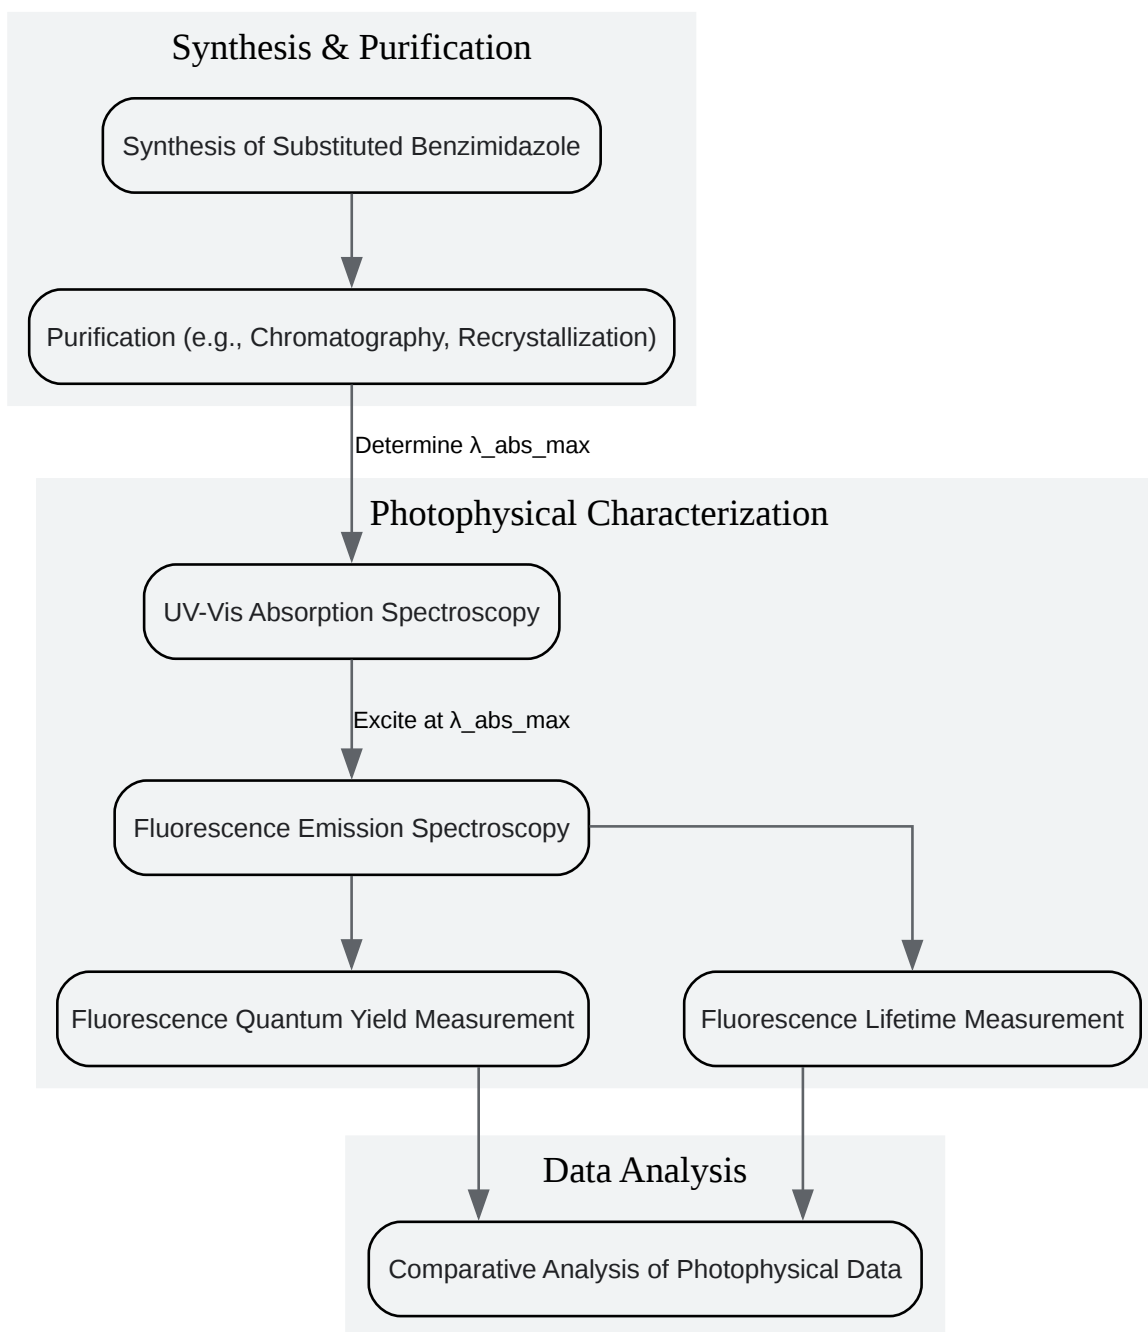 Synthesis & Purification
Synthesis of Substituted Benzimidazole
Purification (e.g., Chromatography, Recrystallization)
Determine λ_abs_max
Photophysical Characterization
UV-Vis Absorption Spectroscopy
Excite at λ_abs_max
Fluorescence Emission Spectroscopy
Fluorescence Quantum Yield Measurement
Fluorescence Lifetime Measurement
Data Analysis
Comparative Analysis of Photophysical Data